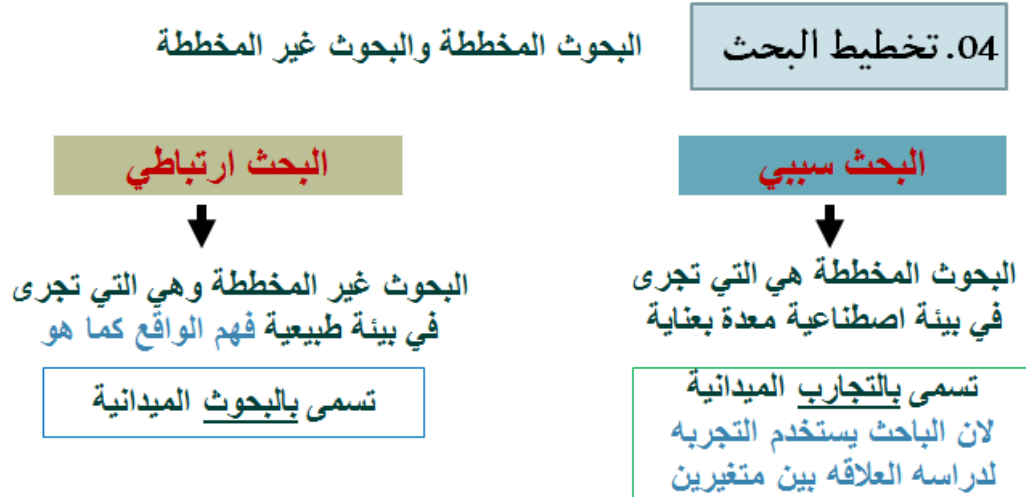 04. تخطيط البحث
البحوث المخططة والبحوث غير المخططة
البحث سببي
البحوث المخططة هي التي تجرى
في بيئة اصطناعية معدة بعناية
تسمى بالتجارب الميدانية
لان الباحث يستخدم التجربه
لدراسه العلاقه بين متغيرين
البحث ارتباطي
البحوث غير المخططة وهي التي تجرى
في بيئة طبيعية فهم الواقع كما هو
تسمى بالبحوث الميدانية